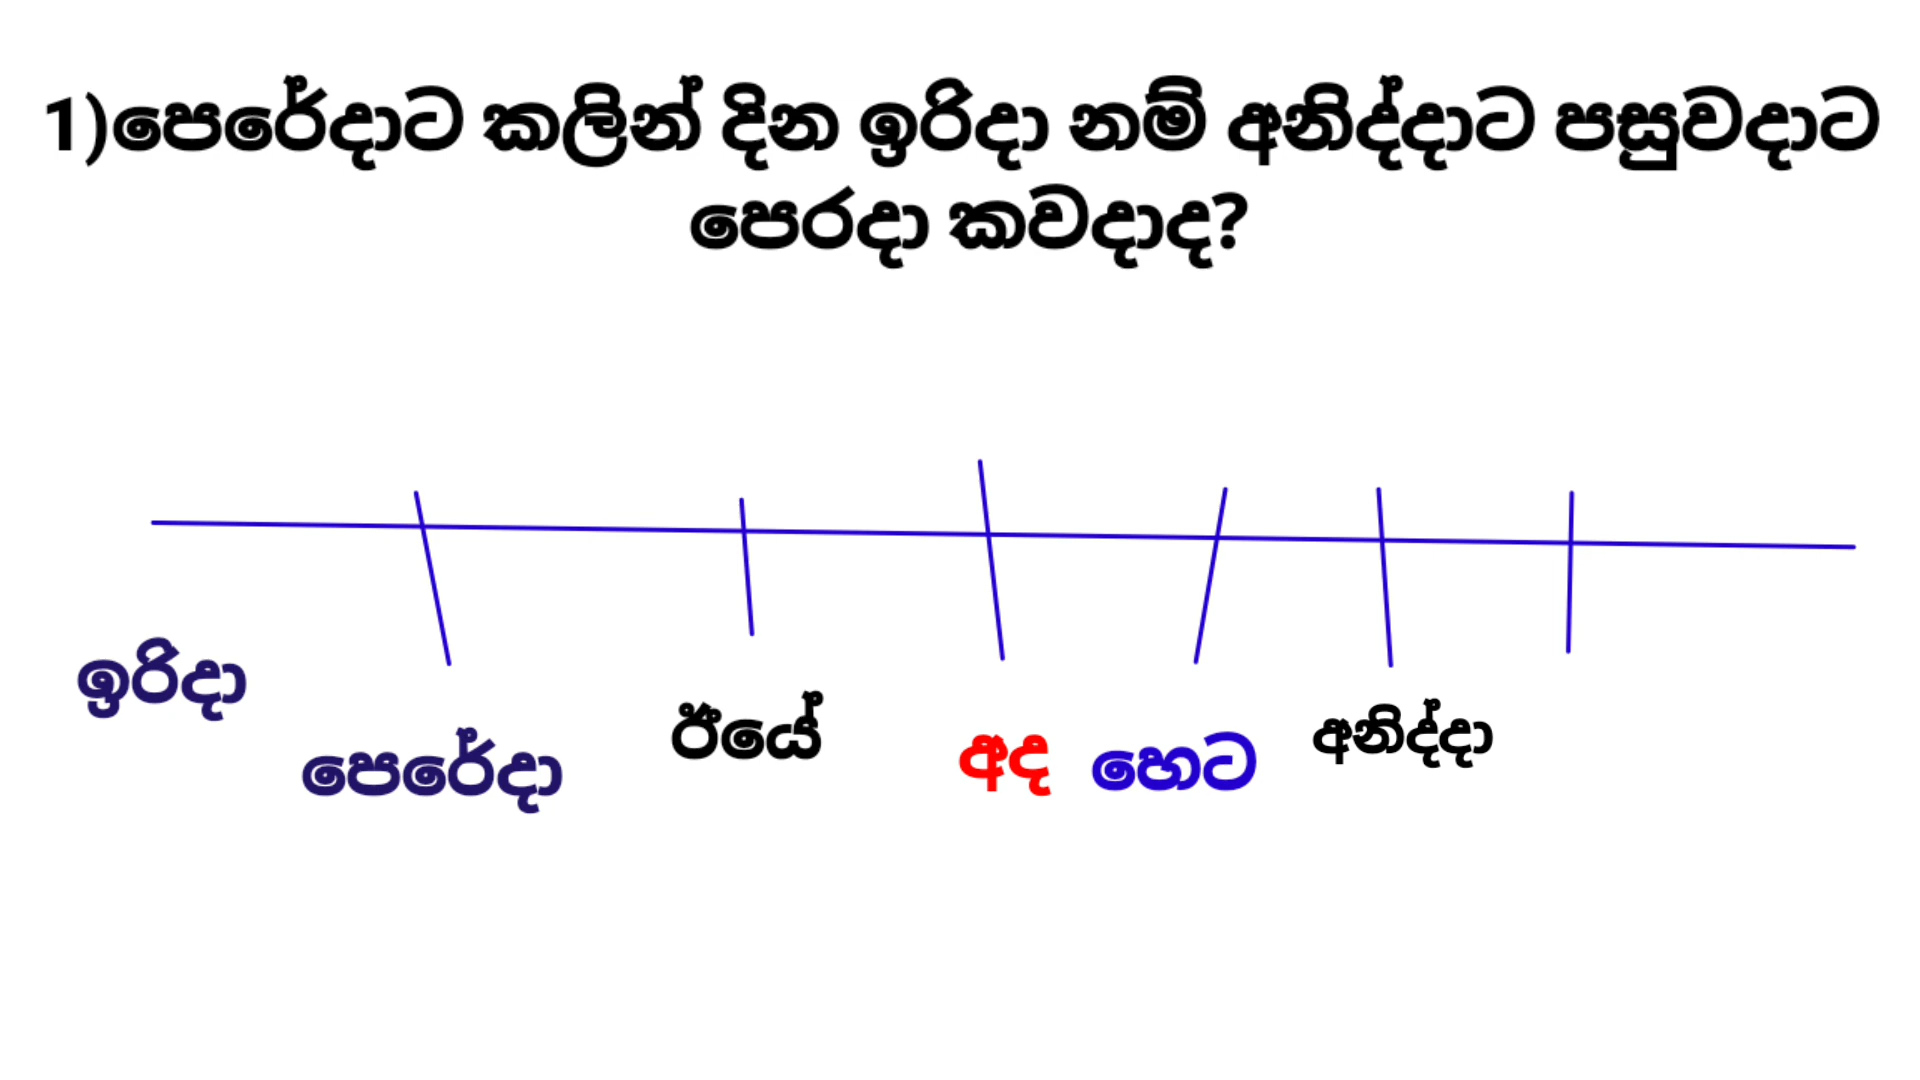 1)පෙරේදාට කලින් දින ඉරිදා නම් අනිද්දාට පසුවදාට
පෙරදා කවදාද?
ඉරිදා
පෙරේදා
ඊයේ
අද
හෙට
අනිද්දා